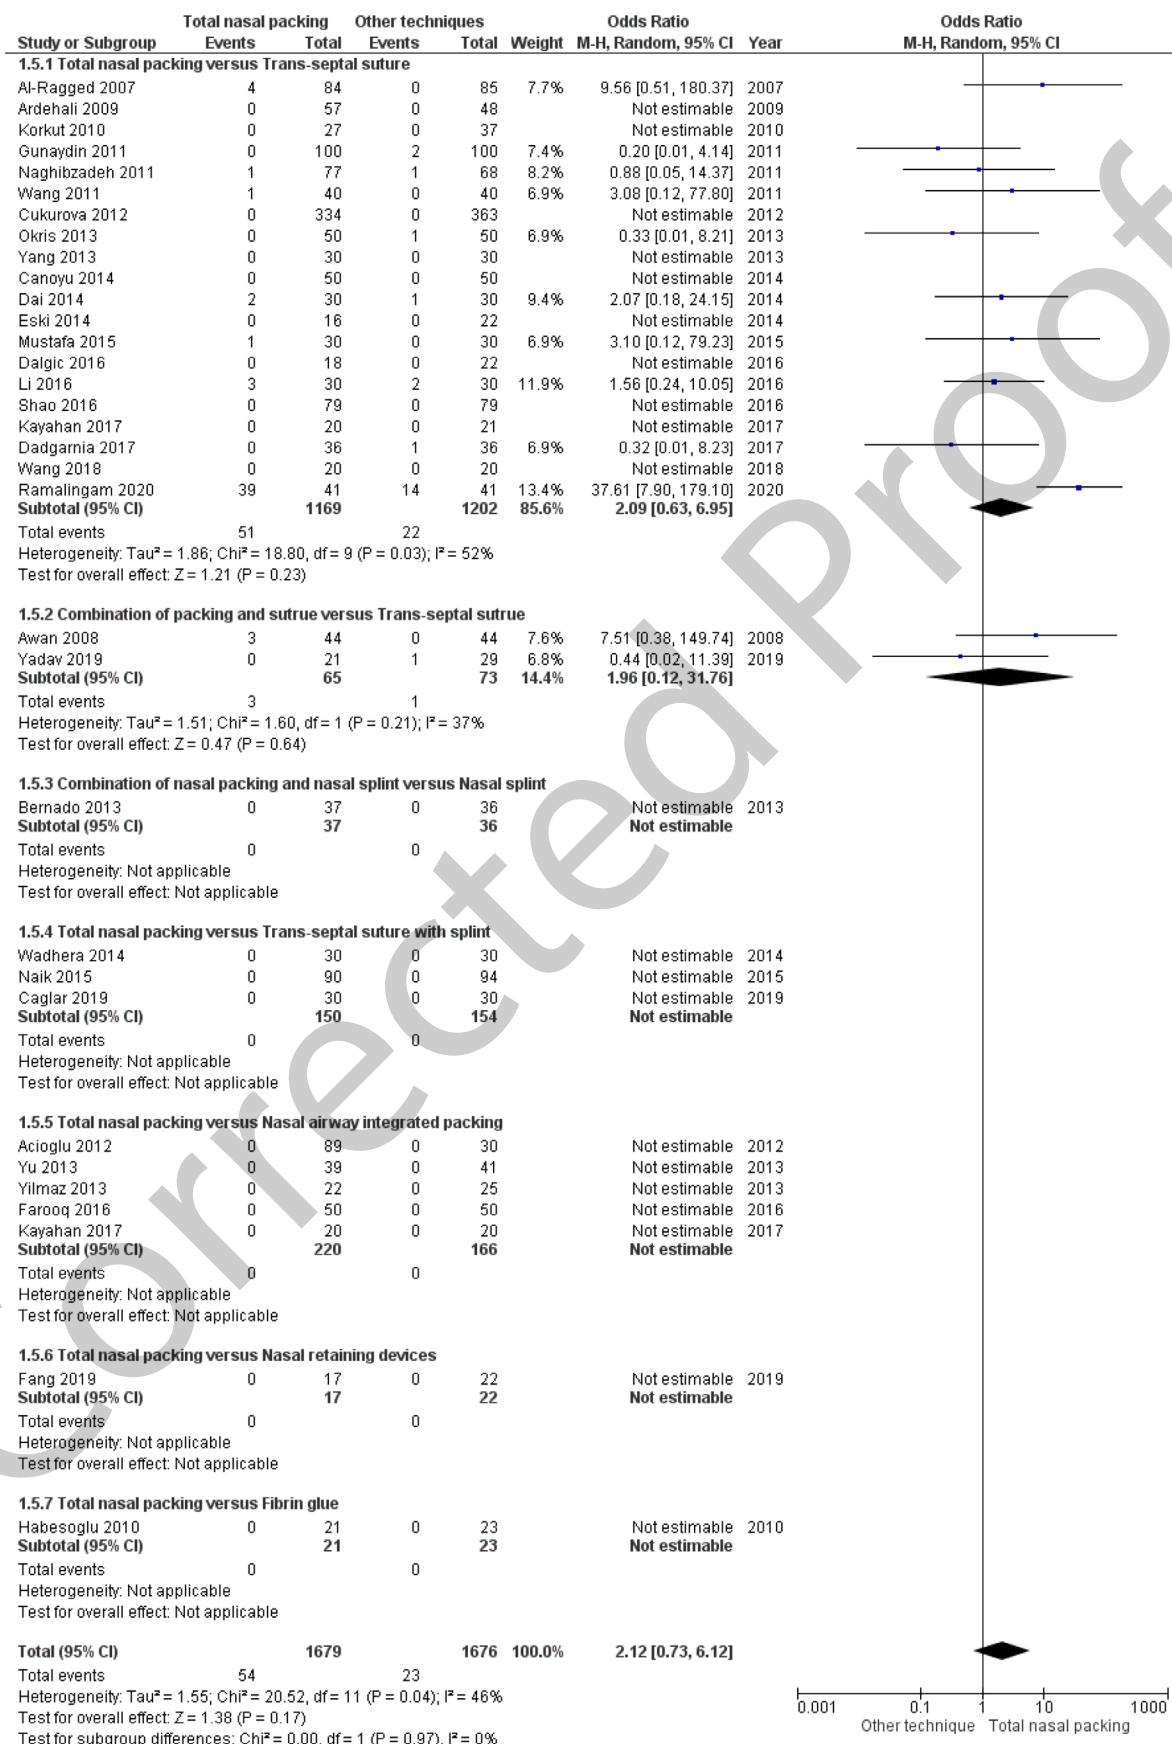 Total nasal packing Other techniques Odds Ratio Odds Ratio
Study or Subgroup Events Total Events Total Weight M-H, Random, 95% CI Year M-H, Random, 95% CI
1.5.1 Total nasal packing versus Trans-septal suture
Al-Ragged 2007 4 84 0 85 7.7% 9.56 [0.51, 180.37] 2007
Ardehali 2009 0 57 0 48 Not estimable 2009
Korkut 2010 0 27 0 37 Not estimable 2010
Gunaydin 2011 0 100 2 100 7.4% 0.20 [0.01, 4.14] 2011
Naghibzadeh 2011 1 77 1 68 8.2% 0.88 [0.05, 14.37] 2011
Wang 2011 1 40 0 40 6.9% 3.08 [0.12, 77.80] 2011
Cukurova 2012 0 334 0 363 Not estimable 2012
Okris 2013 0 50 1 50 6.9% 0.33 [0.01, 8.21] 2013
Yang 2013 0 30 0 30 Not estimable 2013
Canoyu 2014 0 50 0 50 Not estimable 2014
Dai 2014 2 30 1 30 9.4% 2.07 [0.18, 24.15] 2014
Eski 2014 0 16 0 22 Not estimable 2014
Mustafa 2015 1 30 0 30 6.9% 3.10 [0.12, 79.23] 2015
Dalgic 2016 0 18 0 22 Not estimable 2016
Li 2016 3 30 2 30 11.9% 1.56 [0.24, 10.05] 2016
Shao 2016 0 79 0 79 Not estimable 2016
Kayahan 2017 0 20 0 21 Not estimable 2017
Dadgarnia 2017 0 36 1 36 6.9% 0.32 [0.01, 8.23] 2017
Wang 2018 0 20 0 20 Not estimable 2018
Ramalingam 2020 39 41 14 41 13.4% 37.61 [7.90, 179.10] 2020
Subtotal (95% CI) 1169 1202 85.6% 2.09 [0.63, 6.95]
Total events 51 22
Heterogeneity: Tau² = 1.86; Chi² = 18.80, df = 9 (P = 0.03); I² = 52%
Test for overall effect: Z = 1.21 (P = 0.23)
1.5.2 Combination of packing and sutrue versus Trans-septal sutrue
Awan 2008 3 44 0 44 7.6% 7.51 [0.38, 149.74] 2008
Yadav 2019 0 21 1 29 6.8% 0.44 [0.02, 11.39] 2019
Subtotal (95% CI) 65 73 14.4% 1.96 [0.12, 31.76]
Total events 3 1
Heterogeneity: Tau² = 1.51; Chi² = 1.60, df = 1 (P = 0.21); I² = 37%
Test for overall effect: Z = 0.47 (P = 0.64)
1.5.3 Combination of nasal packing and nasal splint versus Nasal splint
Bernado 2013 0 37 0 36 Not estimable 2013
Subtotal (95% CI) 37 36 Not estimable
Total events 0 0
Heterogeneity: Not applicable
Test for overall effect: Not applicable
1.5.4 Total nasal packing versus Trans-septal suture with splint
Wadhera 2014 0 30 0 30 Not estimable 2014
Naik 2015 0 90 0 94 Not estimable 2015
Caglar 2019 0 30 0 30 Not estimable 2019
Subtotal (95% CI) 150 154 Not estimable
Total events 0 0
Heterogeneity: Not applicable
Test for overall effect: Not applicable
1.5.5 Total nasal packing versus Nasal airway integrated packing
Acioglu 2012 0 89 0 30 Not estimable 2012
Yu 2013 0 39 0 41 Not estimable 2013
Yilmaz 2013 0 22 0 25 Not estimable 2013
Farooq 2016 0 50 0 50 Not estimable 2016
Kayahan 2017 0 20 0 20 Not estimable 2017
Subtotal (95% CI) 220 166 Not estimable
Total events 0 0
Heterogeneity: Not applicable
Test for overall effect: Not applicable
1.5.6 Total nasal packing versus Nasal retaining devices
Fang 2019 0 17 0 22 Not estimable 2019
Subtotal (95% CI) 17 22 Not estimable
Total events 0 0
Heterogeneity: Not applicable
Test for overall effect: Not applicable
1.5.7 Total nasal packing versus Fibrin glue
Habesoglu 2010 0 21 0 23 Not estimable 2010
Subtotal (95% CI) 21 23 Not estimable
Total events 0 0
Heterogeneity: Not applicable
Test for overall effect: Not applicable
Total (95% CI) 1679 1676 100.0% 2.12 [0.73, 6.12]
Total events 54 23
Heterogeneity: Tau² = 1.55; Chi² = 20.52, df = 11 (P = 0.04); I² = 46%
Test for overall effect: Z = 1.38 (P = 0.17)
Test for subgroup differences: Chi² = 0.00, df = 1 (P = 0.97), I² = 0%
0.001 0.1 1 10 1000
Other technique Total nasal packing
Corrected Proof